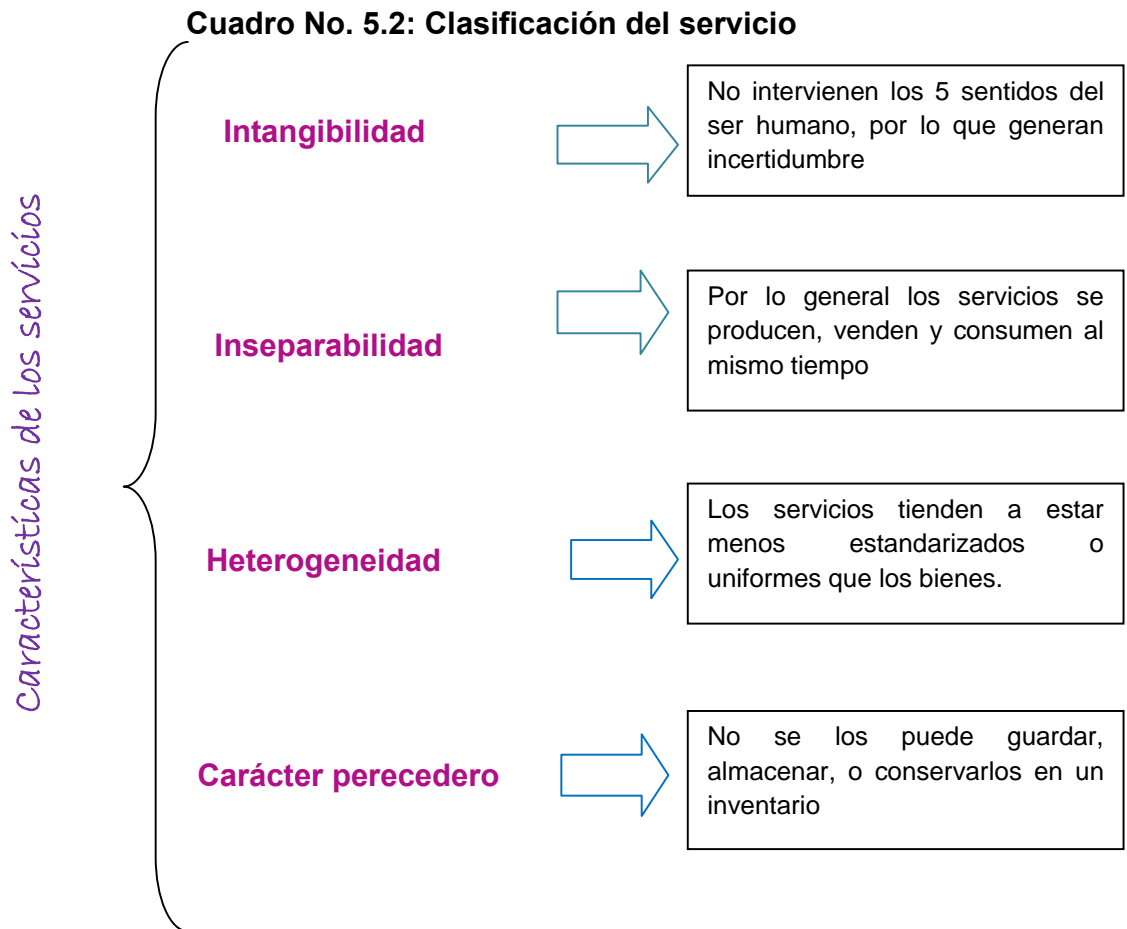 Cuadro No. 5.2: Clasificación del servicio
Características de los servicios
Intangibilidad
No intervienen los 5 sentidos del
ser humano, por lo que generan
incertidumbre
Inseparabilidad
Por lo general los servicios se
producen, venden y consumen al
mismo tiempo
Heterogeneidad
Los servicios tienden a estar
menos estandarizados o
uniformes que los bienes.
Carácter perecedero
No se los puede guardar,
almacenar, o conservarlos en un
inventario